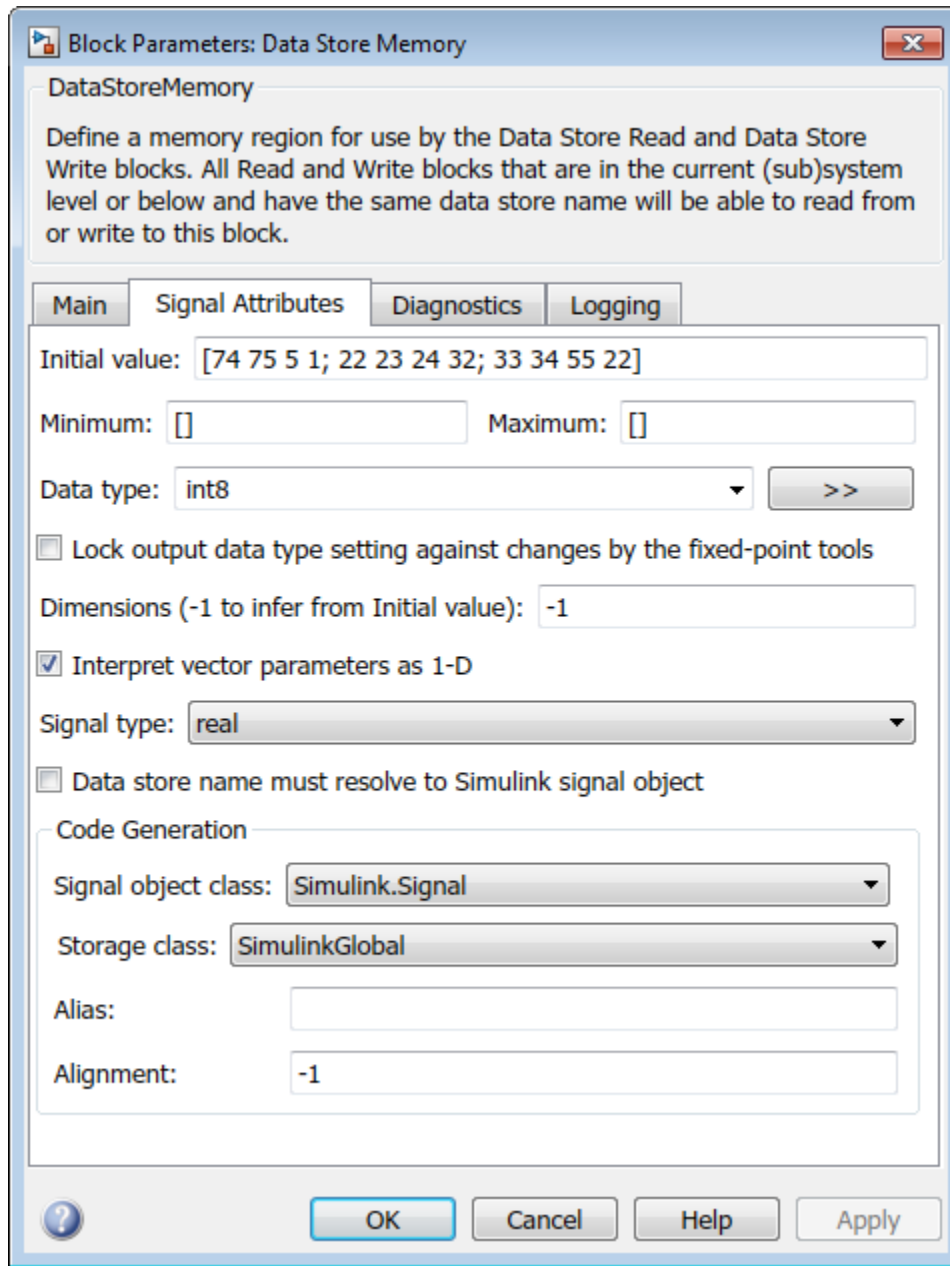 Block Parameters: Data Store Memory
DataStoreMemory
Define a memory region for use by the Data Store Read and Data Store
Write blocks. All Read and Write blocks that are in the current (sub)system
level or below and have the same data store name will be able to read from
or write to this block.
Main Signal Attributes Diagnostics Logging
Initial value: [74 75 5 1; 22 23 24 32; 33 34 55 22]
Minimum: [] Maximum: []
Data type: int8 >>
Lock output data type setting against changes by the fixed-point tools
Dimensions (-1 to infer from Initial value): -1
Interpret vector parameters as 1-D
Signal type: real
Data store name must resolve to Simulink signal object
Code Generation
Signal object class: Simulink.Signal
Storage class: SimulinkGlobal
Alias:
Alignment: -1
? OK Cancel Help Apply